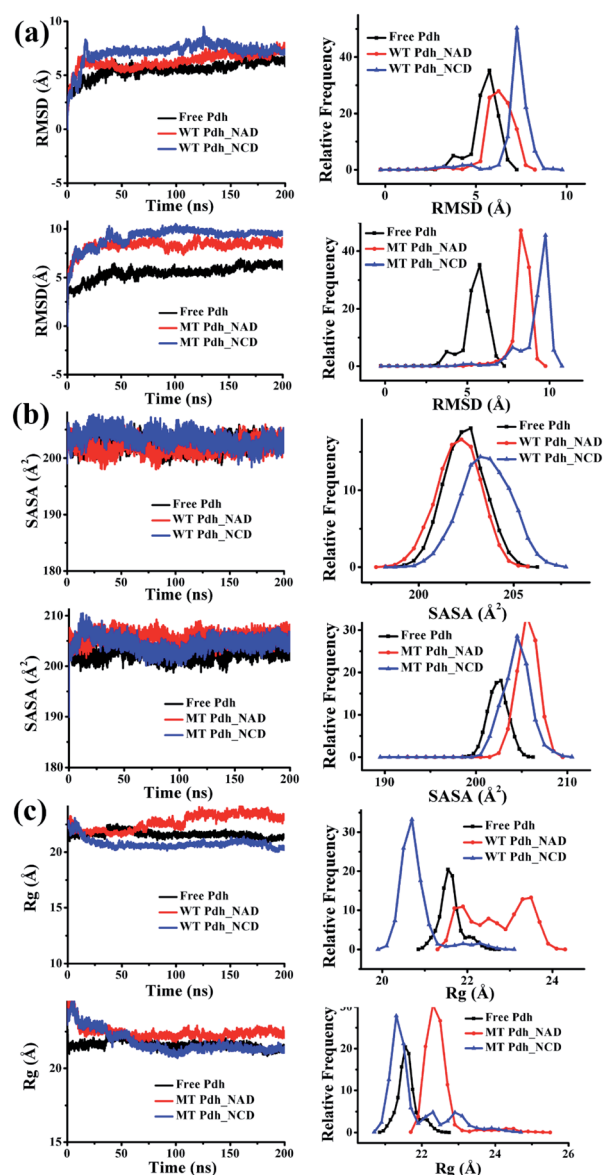 (a)
RMSD (Å)
10
5
0
-5
0 50 100 150 200
Time (ns)
Free Pdh
WT Pdh_NAD
WT Pdh_NCD
Relative Frequency
40
20
0
0 5 10
RMSD (Å)
Free Pdh
WT Pdh_NAD
WT Pdh_NCD
RMSD(Å)
10
5
0
-5
0 50 100 150 200
Time (ns)
Free Pdh
MT Pdh_NAD
MT Pdh_NCD
Relative Frequency
40
20
0
0 5 10
RMSD (Å)
Free Pdh
MT Pdh_NAD
MT Pdh_NCD
(b)
SASA (Å²)
200
190
180
0 50 100 150 200
Time (ns)
Free Pdh
WT Pdh_NAD
WT Pdh_NCD
Relative Frequency
10
0
200 205
SASA (Å²)
Free Pdh
WT Pdh_NAD
WT Pdh_NCD
SASA (Å²)
210
200
190
180
0 50 100 150 200
Time (ns)
Free Pdh
MT Pdh_NAD
MT Pdh_NCD
Relative Frequency
30
20
10
0
190 200 210
SASA (Å²)
Free Pdh
MT Pdh_NAD
MT Pdh_NCD
(c)
Rg (Å)
22
12
0 50 100 150 200
Time (ns)
Free Pdh
WT Pdh_NAD
WT Pdh_NCD
Relative Frequency
30
20
10
0
20 22 24
Rg (Å)
Free Pdh
WT Pdh_NAD
WT Pdh_NCD
Rg (Å)
22
15
0 50 100 150 200
Time (ns)
Free Pdh
MT Pdh_NAD
MT Pdh_NCD
Relative Frequency
30
20
10
0
22 24 26
Rg (Å)
Free Pdh
MT Pdh_NAD
MT Pdh_NCD